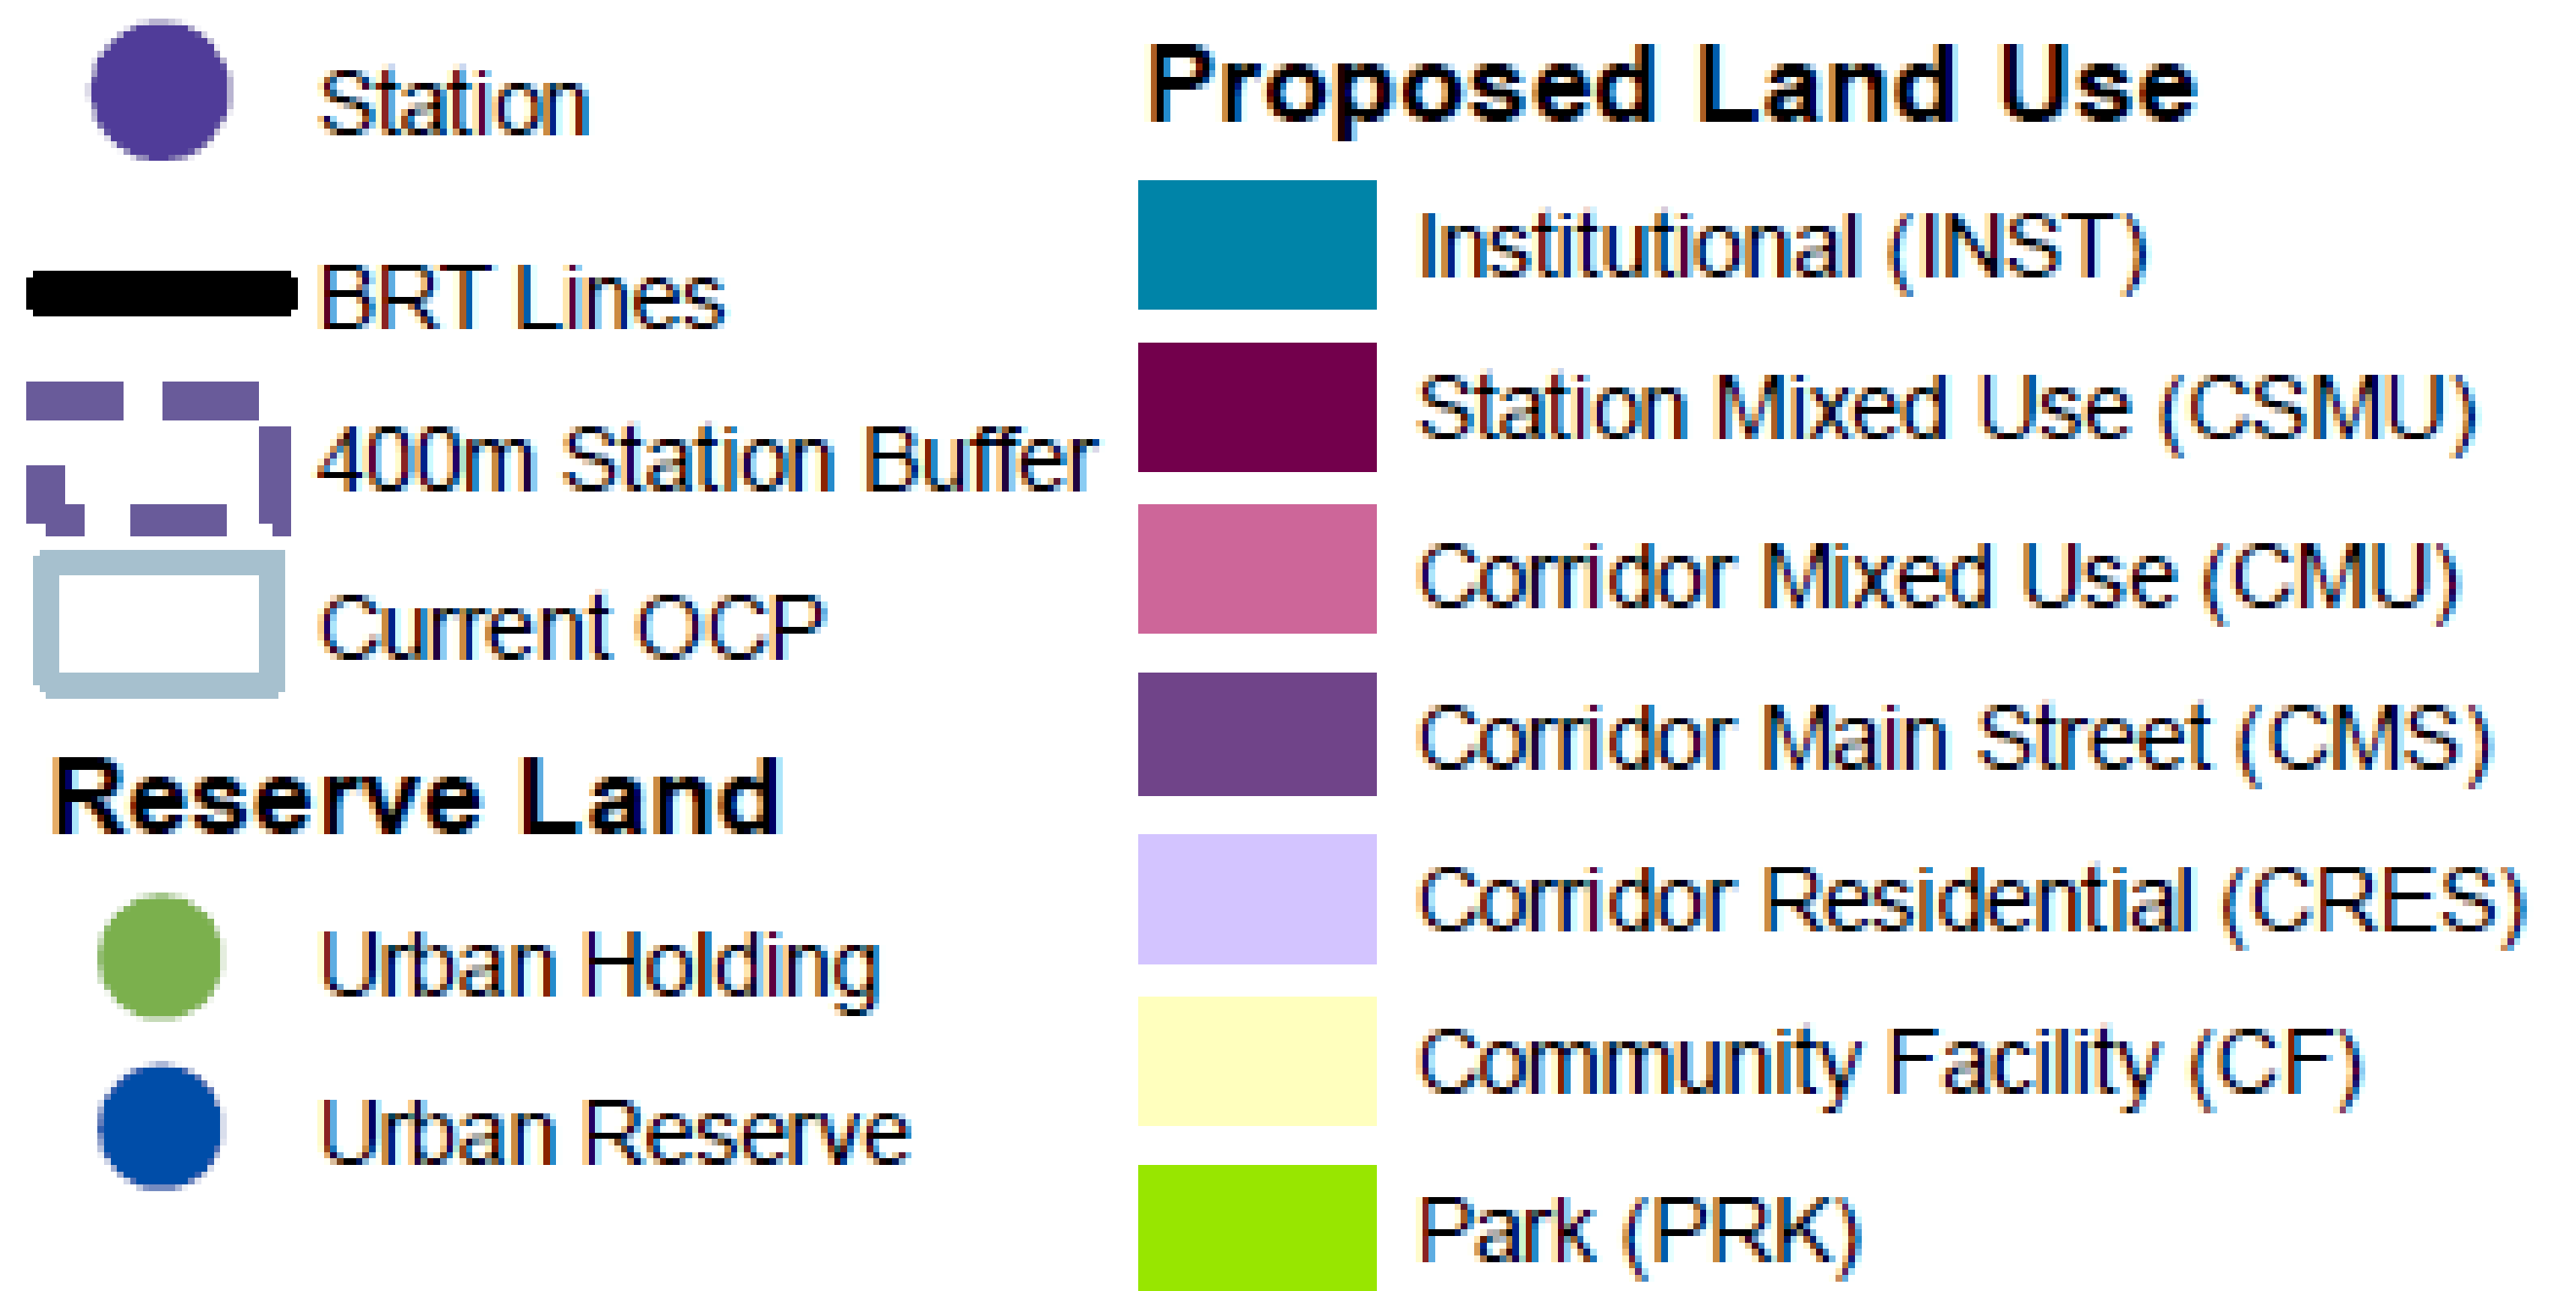 Station
BRT Lines
400m Station Buffer
Current OCP
Reserve Land
Urban Holding
Urban Reserve
Proposed Land Use
Institutional (INST)
Station Mixed Use (CSMU)
Corridor Mixed Use (CMU)
Corridor Main Street (CMS)
Corridor Residential (CRES)
Community Facility (CF)
Park (PRK)